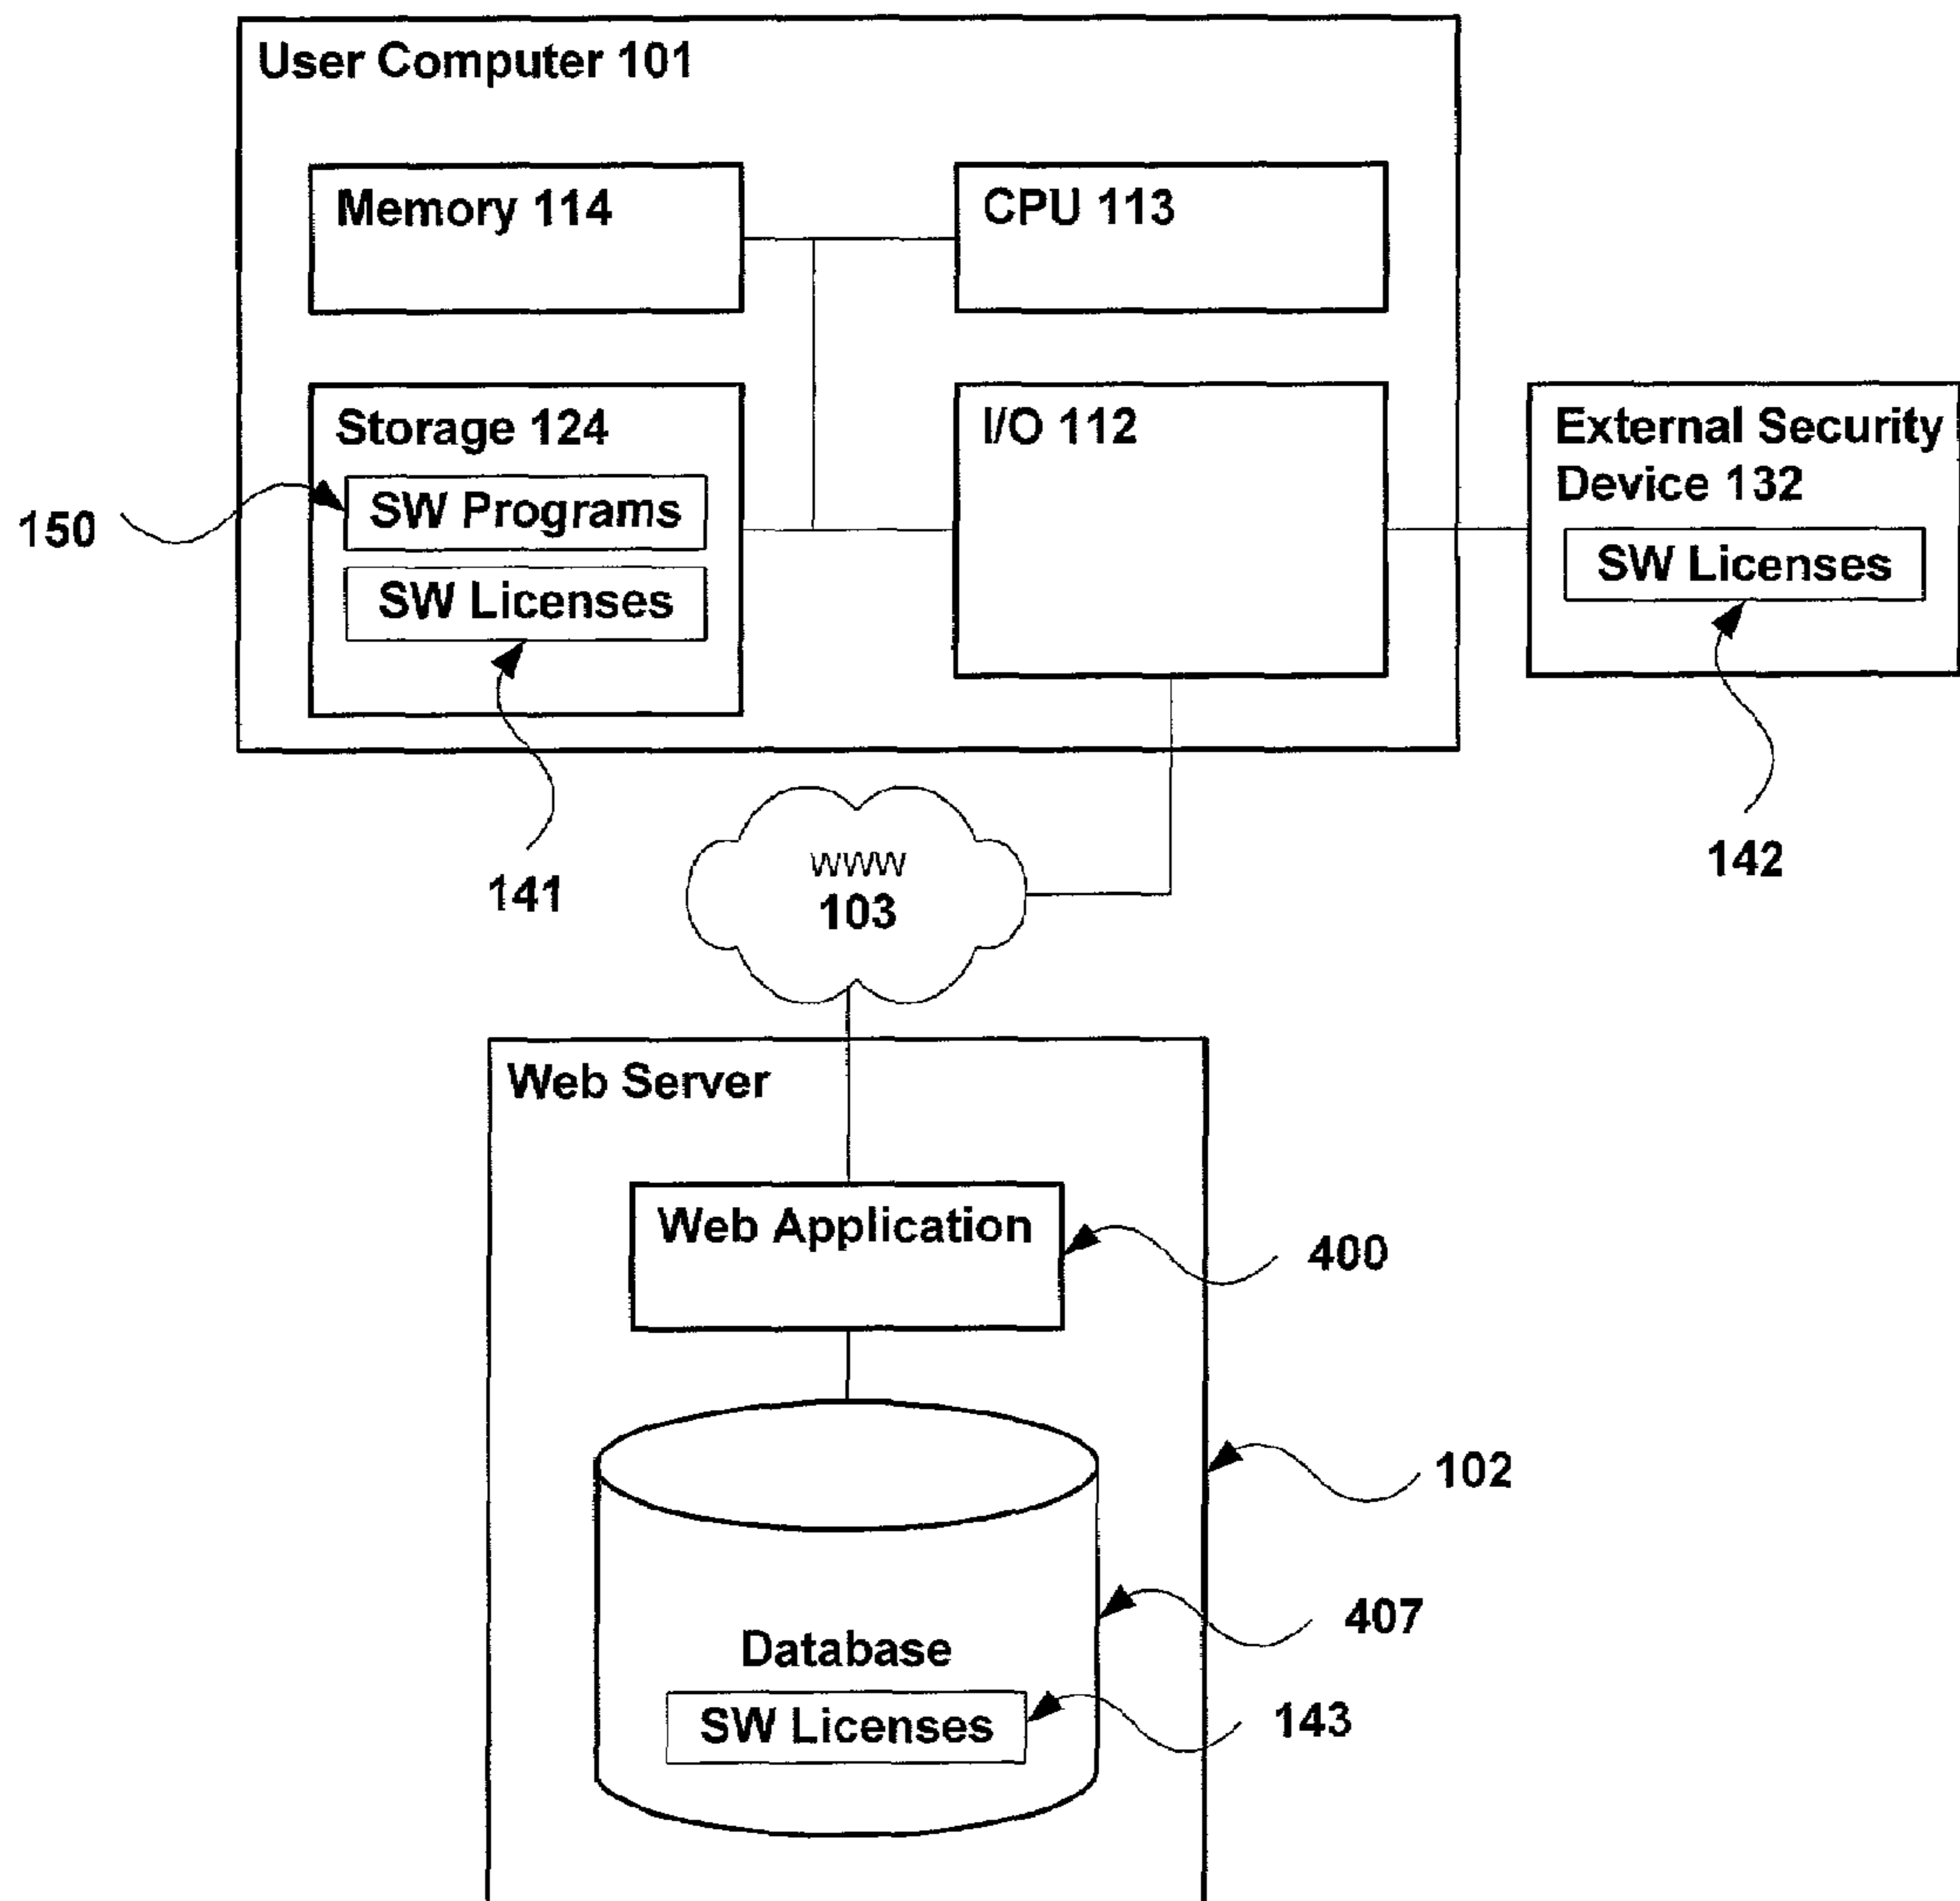 User Computer 101
Memory 114
CPU 113
Storage 124
SW Programs
SW Licenses
I/O 112
External Security
Device 132
SW Licenses
150
141
142
WWW
103
Web Server
Web Application
400
102
407
Database
SW Licenses
143